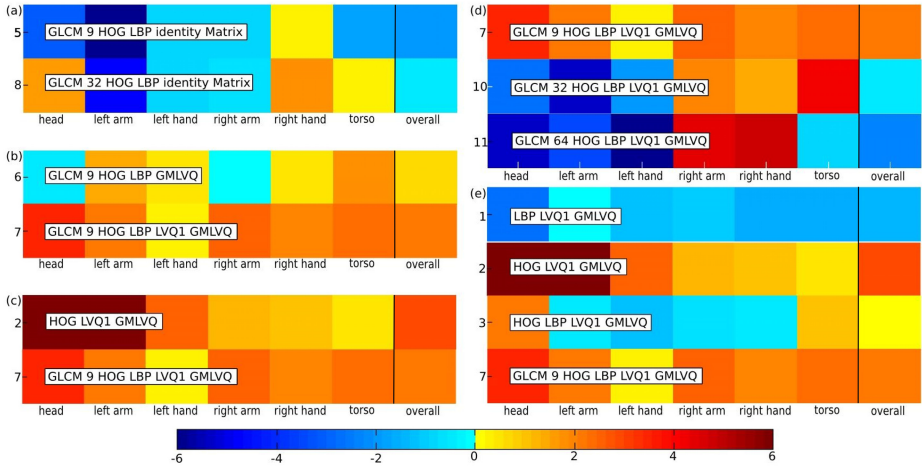 (a)
5 GLCM 9 HOG LBP identity Matrix
8 GLCM 32 HOG LBP identity Matrix
head left arm left hand right arm right hand torso overall
(b)
6 GLCM 9 HOG LBP GMLVQ
7 GLCM 9 HOG LBP LVQ1 GMLVQ
head left arm left hand right arm right hand torso overall
(c)
2 HOG LVQ1 GMLVQ
7 GLCM 9 HOG LBP LVQ1 GMLVQ
head left arm left hand right arm right hand torso overall
(d)
7 GLCM 9 HOG LBP LVQ1 GMLVQ
10 GLCM 32 HOG LBP LVQ1 GMLVQ
11 GLCM 64 HOG LBP LVQ1 GMLVQ
head left arm left hand right arm right hand torso overall
(e)
1 LBP LVQ1 GMLVQ
2 HOG LVQ1 GMLVQ
3 HOG LBP LVQ1 GMLVQ
7 GLCM 9 HOG LBP LVQ1 GMLVQ
head left arm left hand right arm right hand torso overall
-6 -4 -2 0 2 4 6